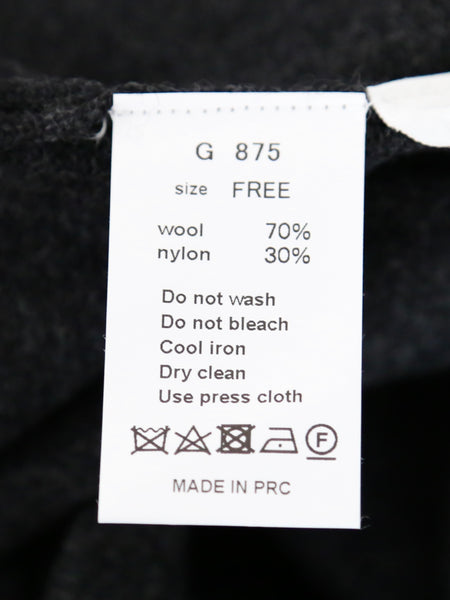 G 875
size FREE
wool 70%
nylon 30%
Do not wash
Do not bleach
Cool iron
Dry clean
Use press cloth
F
MADE IN PRC